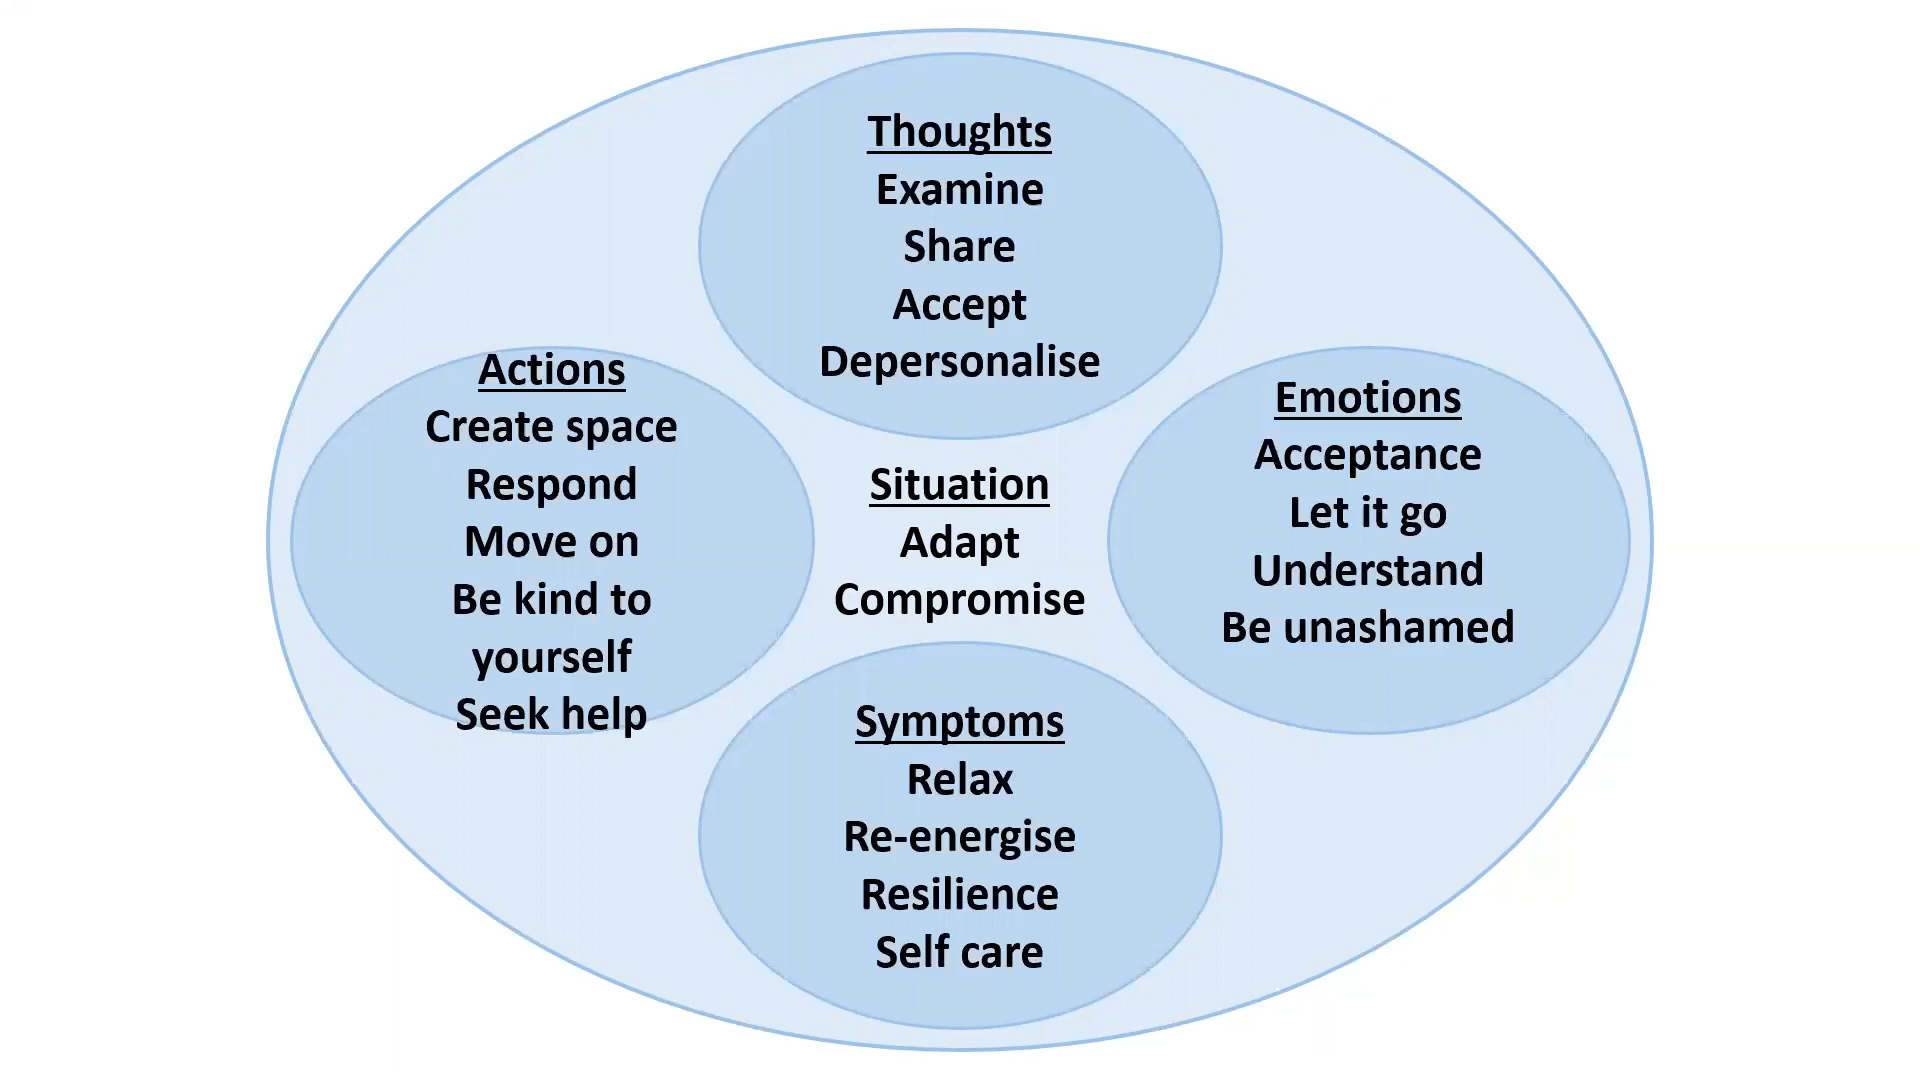 Thoughts
Examine
Share
Accept
Depersonalise
Actions
Create space
Respond
Move on
Be kind to
yourself
Seek help
Situation
Adapt
Compromise
Emotions
Acceptance
Let it go
Understand
Be unashamed
Symptoms
Relax
Re-energise
Resilience
Self care